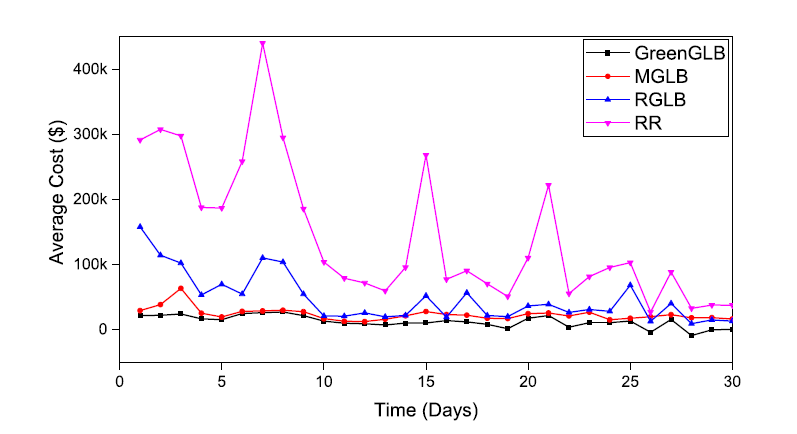 GreenGLB
MGLB
RGLB
RR
400k
300k
200k
100k
0
Average Cost ($)
0 5 10 15 20 25 30
Time (Days)